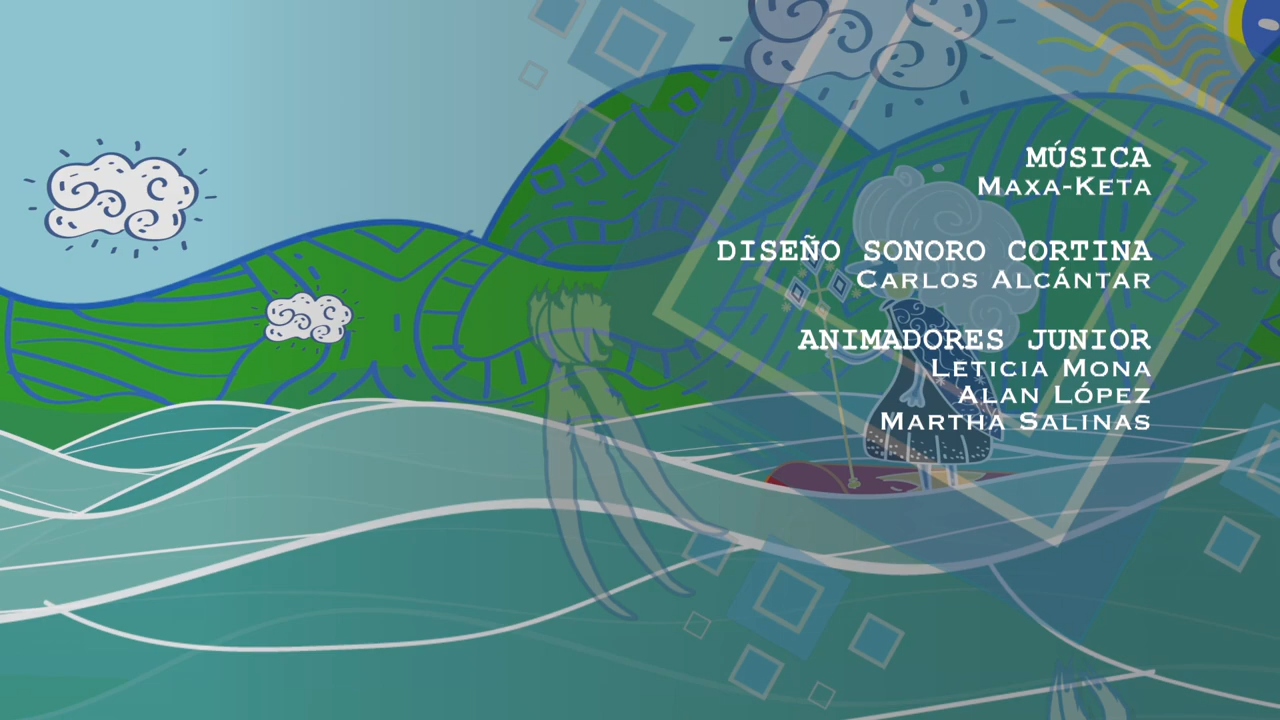 MÚSICA
MAXA-KETA
DISEÑO SONORO CORTINA
CARLOS ALCÁNTAR
ANIMADORES JUNIOR
LETICIA MONA
ALAN LÓPEZ
MARTHA SALINAS